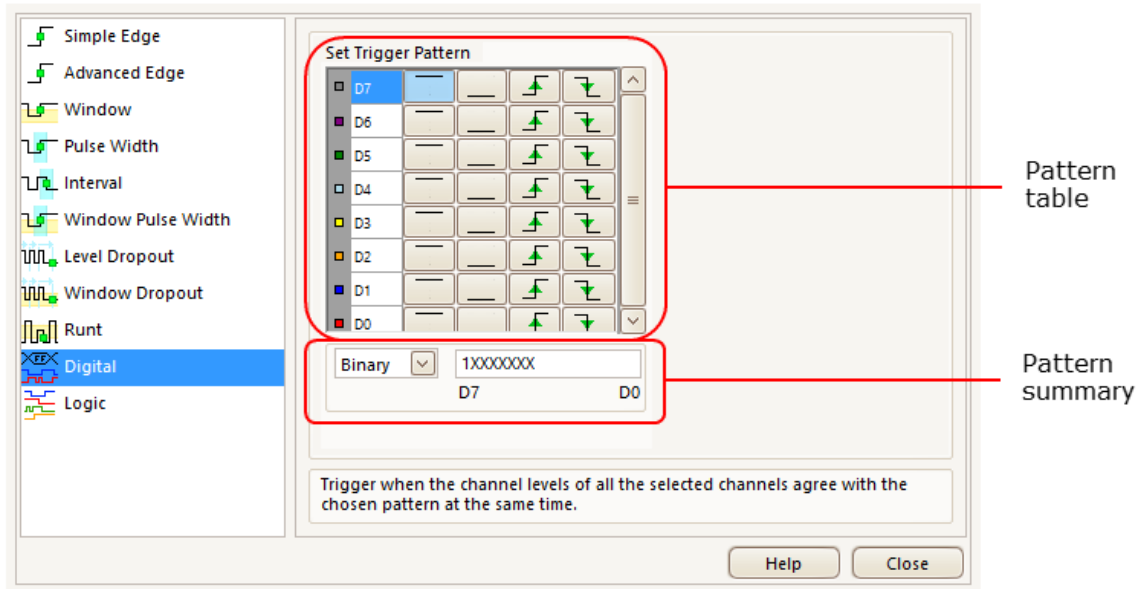 Simple Edge
Advanced Edge
Window
Pulse Width
Interval
Window Pulse Width
Level Dropout
Window Dropout
Runt
FF
Digital
Logic
Set Trigger Pattern
D7
D6
D5
D4
D3
D2
D1
D0
Binary
1XXXXXXX
D7 D0
Trigger when the channel levels of all the selected channels agree with the
chosen pattern at the same time.
Help Close
Pattern
table
Pattern
summary